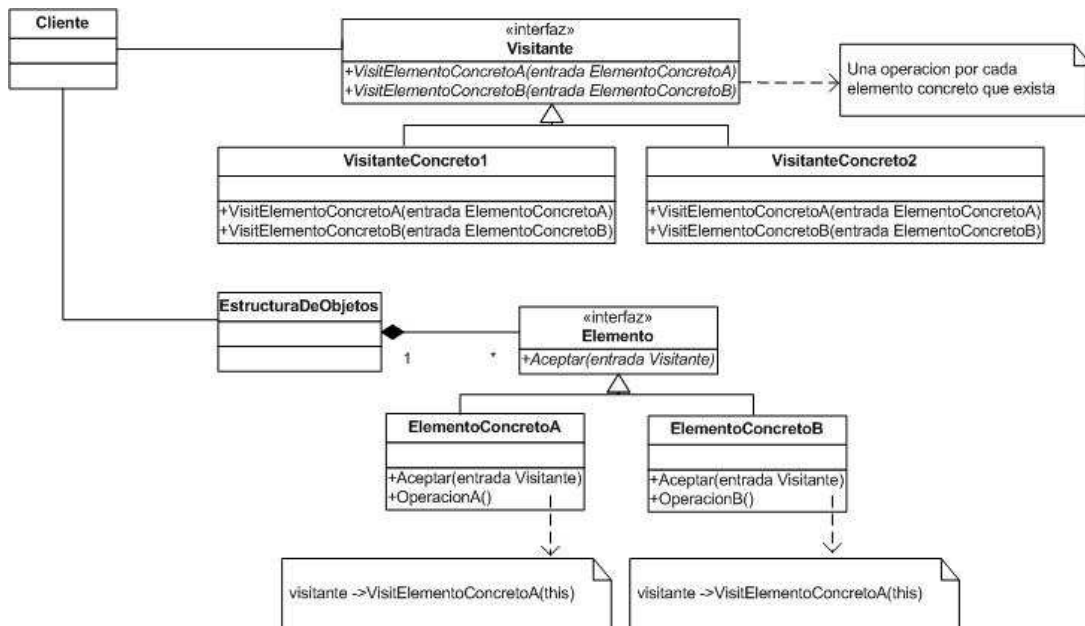 Cliente
«interfaz»
Visitante
+VisitElementoConcretoA(entrada ElementoConcretoA)
+VisitElementoConcretoB(entrada ElementoConcretoB)
Una operacion por cada
elemento concreto que exista
VisitanteConcreto1
+VisitElementoConcretoA(entrada ElementoConcretoA)
+VisitElementoConcretoB(entrada ElementoConcretoB)
VisitanteConcreto2
+VisitElementoConcretoA(entrada ElementoConcretoA)
+VisitElementoConcretoB(entrada ElementoConcretoB)
EstructuraDeObjetos
1
*
«interfaz»
Elemento
+Aceptar(entrada Visitante)
ElementoConcretoA
+Aceptar(entrada Visitante)
+OperacionA()
ElementoConcretoB
+Aceptar(entrada Visitante)
+OperacionB()
visitante ->VisitElementoConcretoA(this)
visitante ->VisitElementoConcretoA(this)